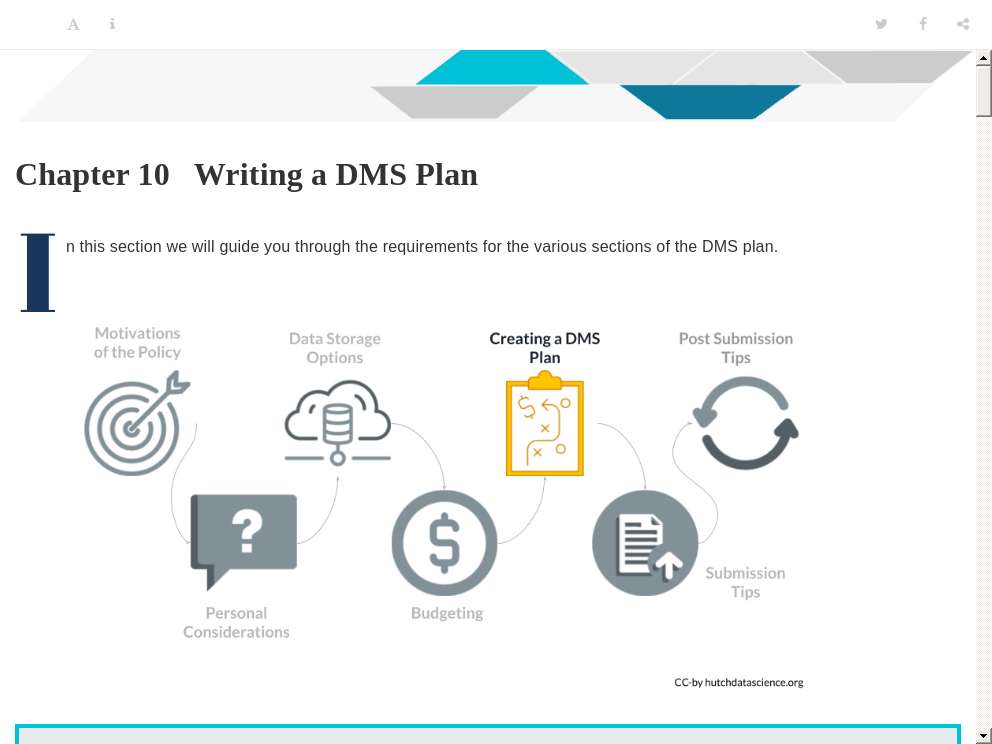 A i
Chapter 10 Writing a DMS Plan
In this section we will guide you through the requirements for the various sections of the DMS plan.
Motivations
of the Policy
Data Storage
Options
Creating a DMS
Plan
Post Submission
Tips
$
x
x
?
$
Submission
Tips
Personal
Considerations
Budgeting
CC-by hutchdatascience.org